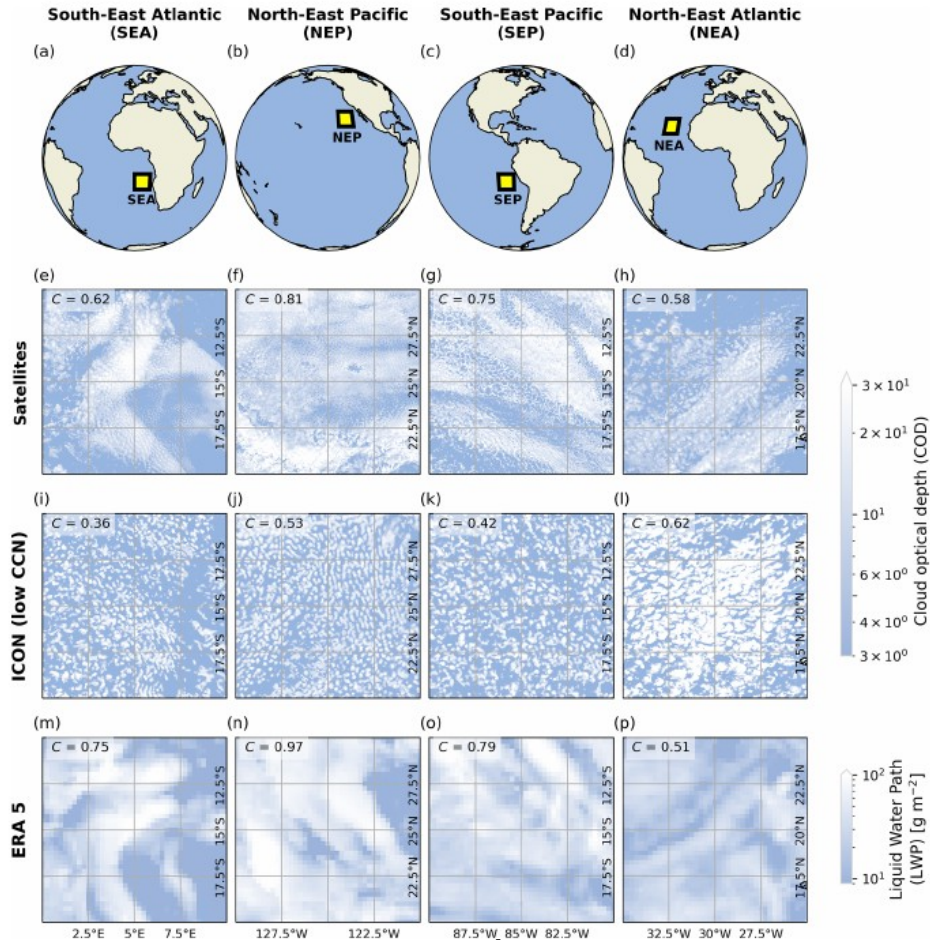 South-East Atlantic
(SEA)
North-East Pacific
(NEP)
South-East Pacific
(SEP)
North-East Atlantic
(NEA)
(a)
(b)
(c)
(d)
SEA
NEP
SEP
NEA
(e)
(f)
(g)
(h)
Satellites
C = 0.62
12.5°S
15°S
17.5°S
C = 0.81
27.5°N
25°N
22.5°N
C = 0.75
12.5°S
15°S
17.5°S
C = 0.58
22.5°N
20°N
17.5°N
(i)
(j)
(k)
(l)
ICON (low CCN)
C = 0.36
12.5°S
15°S
17.5°S
C = 0.53
27.5°N
25°N
22.5°N
C = 0.42
12.5°S
15°S
17.5°S
C = 0.62
22.5°N
20°N
17.5°N
(m)
(n)
(o)
(p)
ERA 5
C = 0.75
12.5°S
15°S
17.5°S
C = 0.97
27.5°N
25°N
22.5°N
C = 0.79
12.5°S
15°S
17.5°S
C = 0.51
22.5°N
20°N
17.5°N
2.5°E 5°E 7.5°E
127.5°W 122.5°W
87.5°W 85°W 82.5°W
32.5°W 30°W 27.5°W
3 × 10¹
2 × 10¹
10¹
6 × 10⁰
4 × 10⁰
3 × 10⁰
Cloud optical depth (COD)
10²
10¹
Liquid Water Path
(LWP) [g m⁻²]